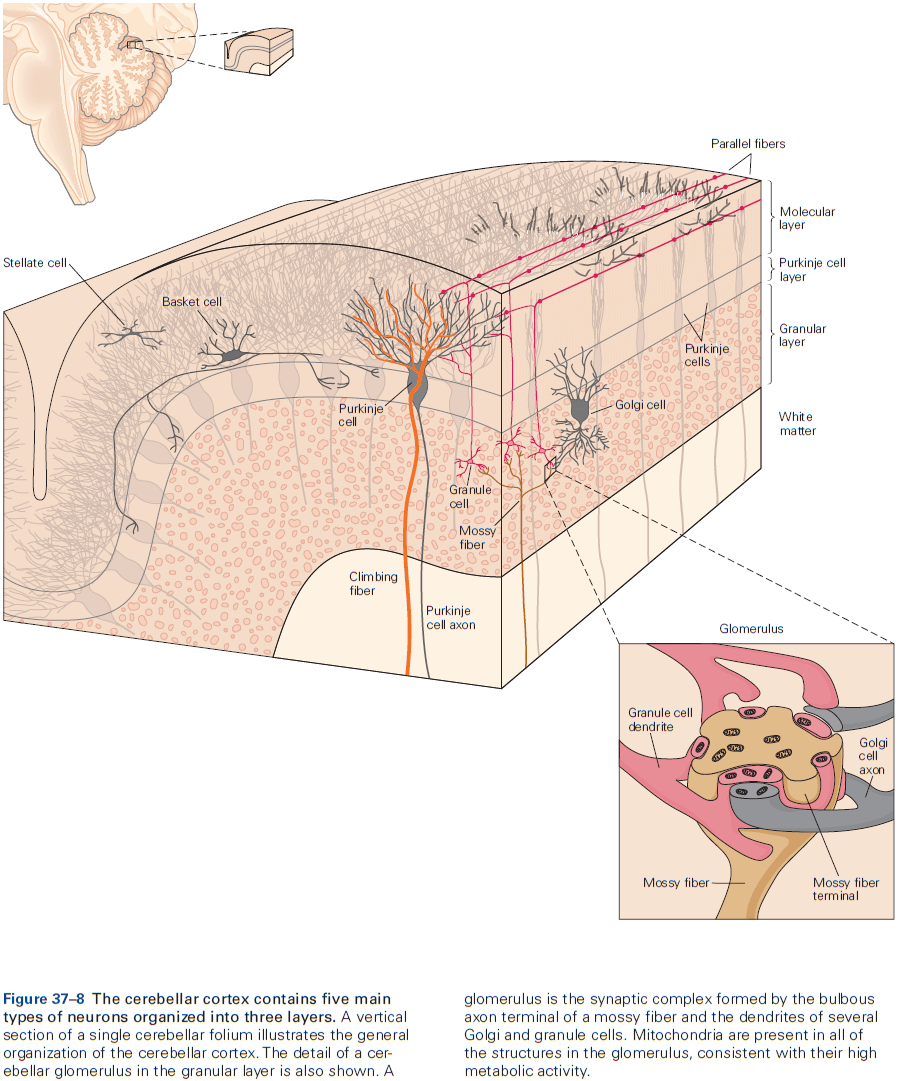 Parallel fibers
Molecular
layer
Stellate cell
Purkinje cell
layer
Basket cell
Granular
layer
Purkinje
cells
Purkinje
cell
Golgi cell
White
matter
Granule
cell
Mossy
fiber
Climbing
fiber
Purkinje
cell axon
Glomerulus
Granule cell
dendrite
Golgi
cell
axon
Mossy fiber
Mossy fiber
terminal
Figure 37–8 The cerebellar cortex contains five main
types of neurons organized into three layers. A vertical
section of a single cerebellar folium illustrates the general
organization of the cerebellar cortex. The detail of a cer-
ebellar glomerulus in the granular layer is also shown. A
glomerulus is the synaptic complex formed by the bulbous
axon terminal of a mossy fiber and the dendrites of several
Golgi and granule cells. Mitochondria are present in all of
the structures in the glomerulus, consistent with their high
metabolic activity.